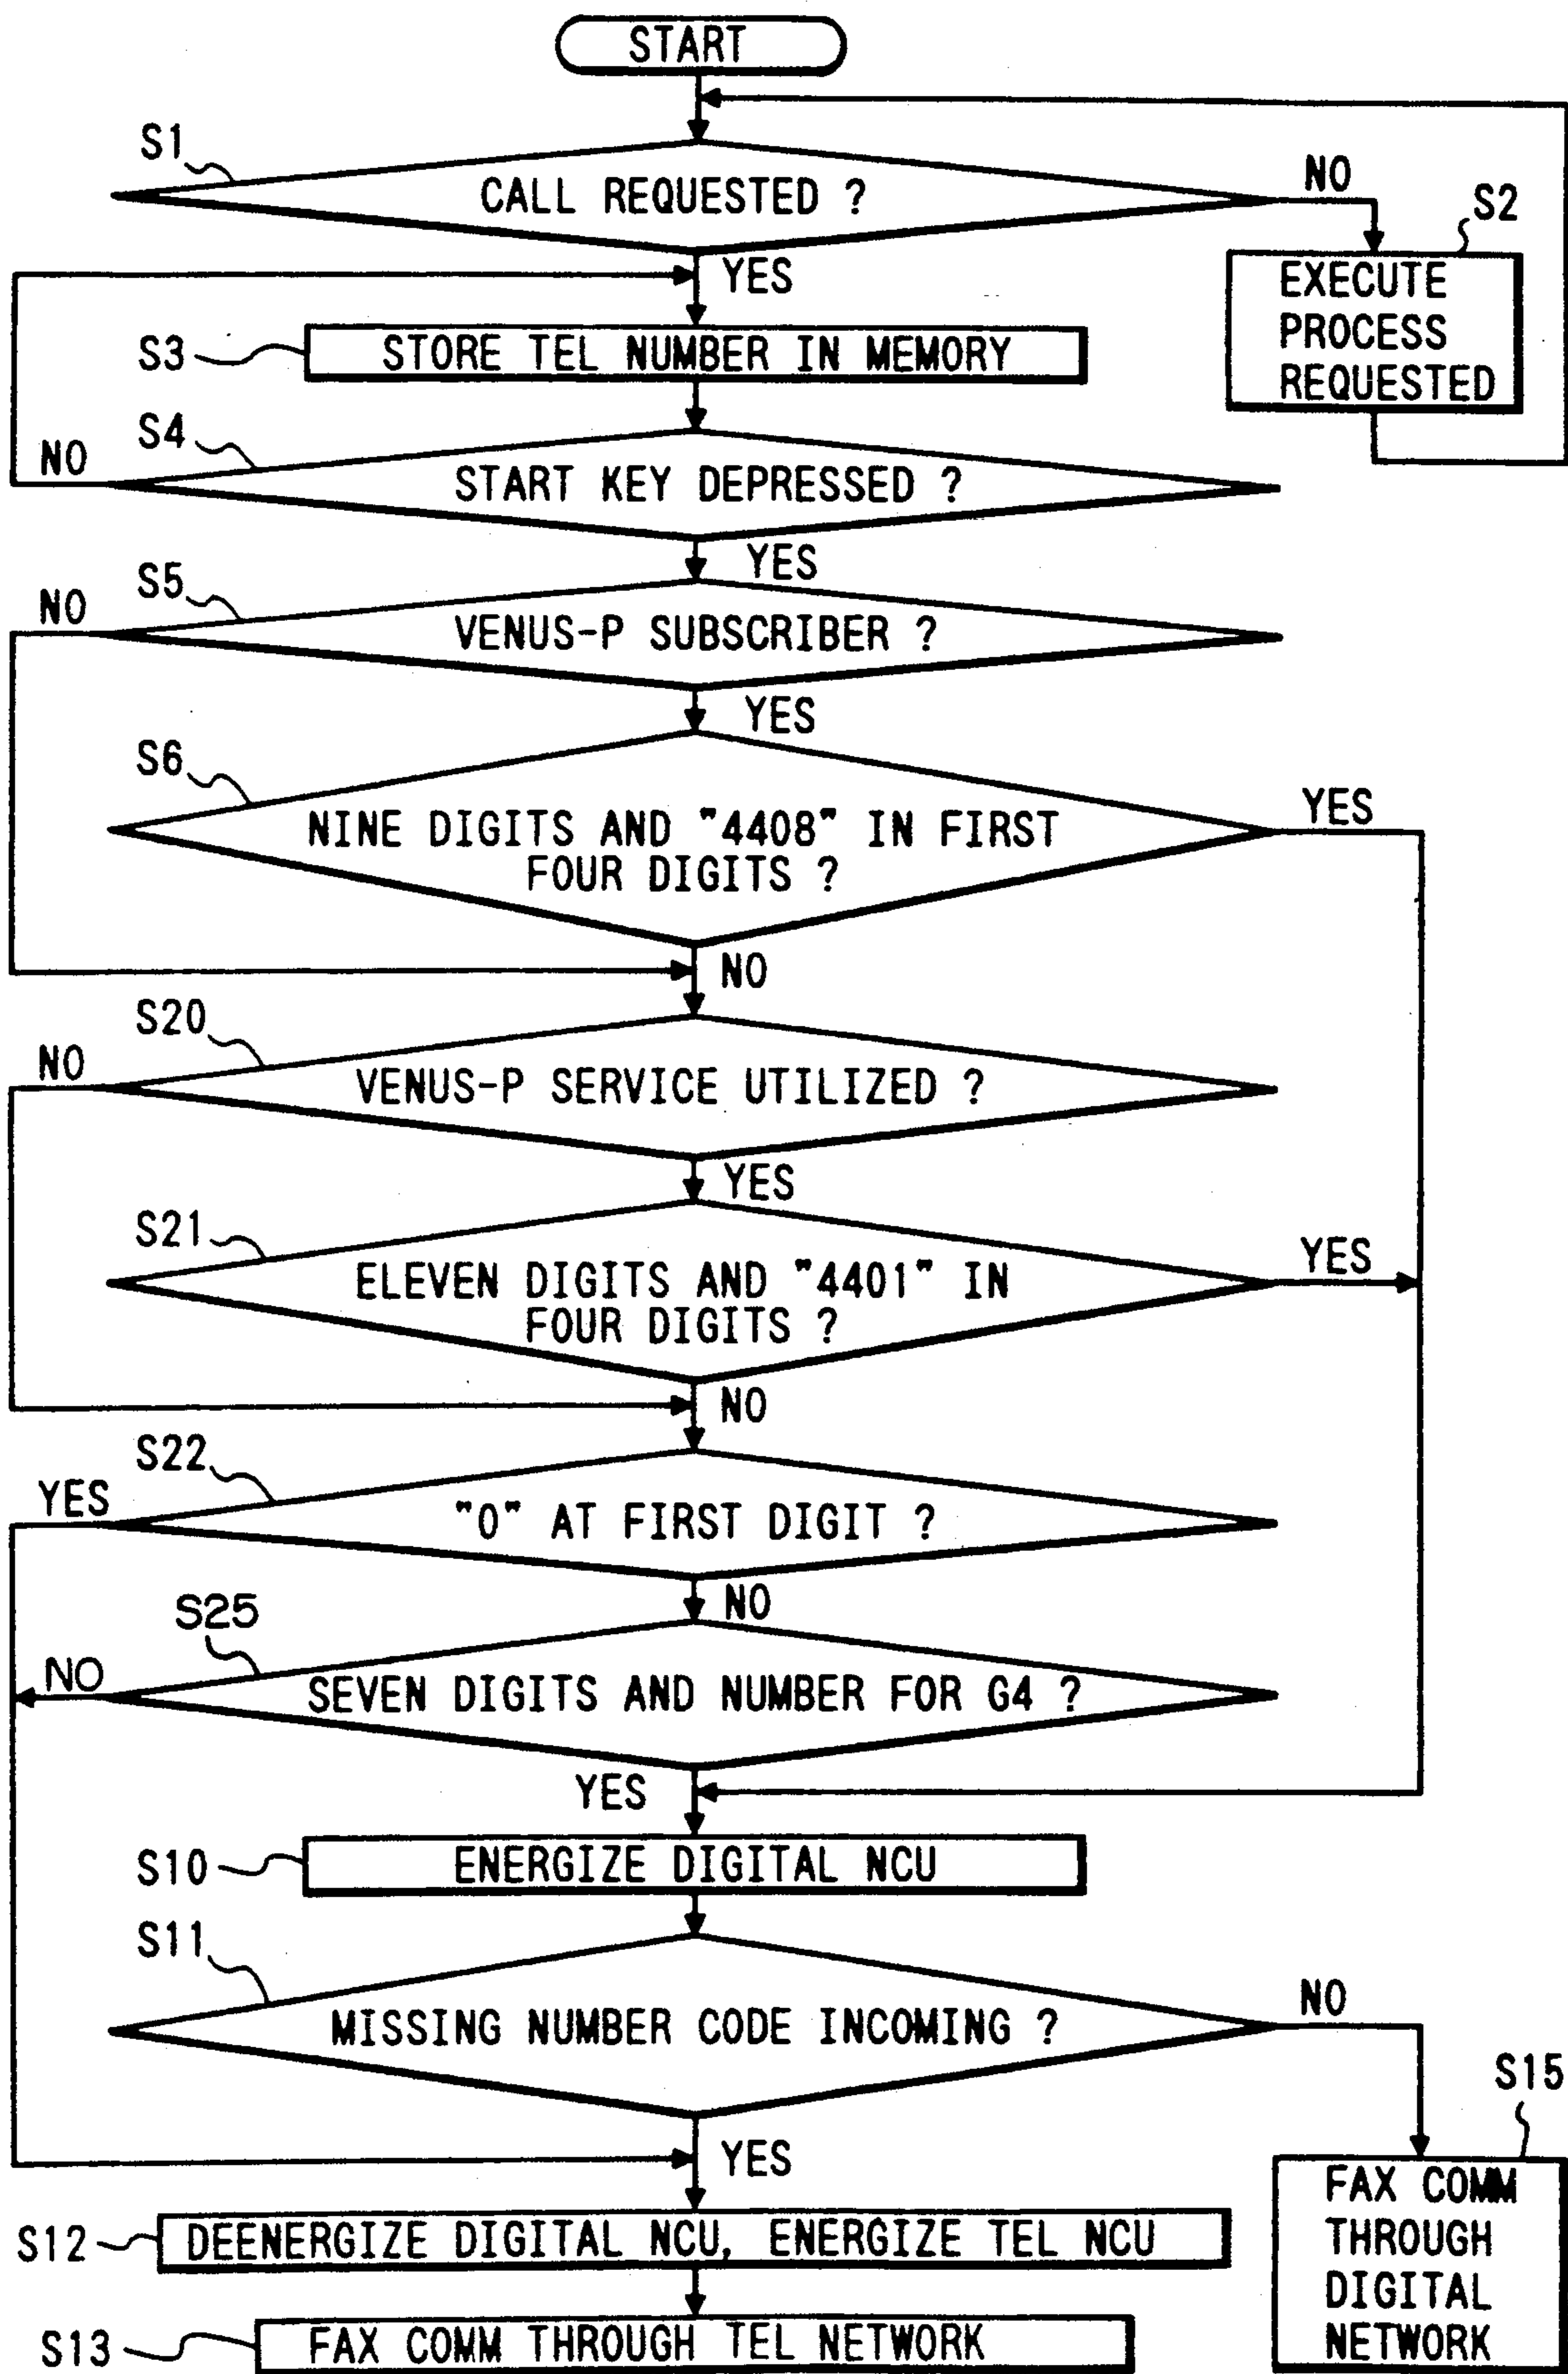 START
S1
CALL REQUESTED ?
NO
S2
EXECUTE
PROCESS
REQUESTED
YES
S3
STORE TEL NUMBER IN MEMORY
S4
NO
START KEY DEPRESSED ?
YES
S5
NO
VENUS-P SUBSCRIBER ?
YES
S6
NINE DIGITS AND "4408" IN FIRST
FOUR DIGITS ?
YES
NO
S20
NO
VENUS-P SERVICE UTILIZED ?
YES
S21
ELEVEN DIGITS AND "4401" IN
FOUR DIGITS ?
YES
NO
S22
YES
"0" AT FIRST DIGIT ?
NO
S25
NO
SEVEN DIGITS AND NUMBER FOR G4 ?
YES
S10
ENERGIZE DIGITAL NCU
S11
MISSING NUMBER CODE INCOMING ?
NO
S15
YES
FAX COMM
THROUGH
DIGITAL
NETWORK
S12
DEENERGIZE DIGITAL NCU, ENERGIZE TEL NCU
S13
FAX COMM THROUGH TEL NETWORK